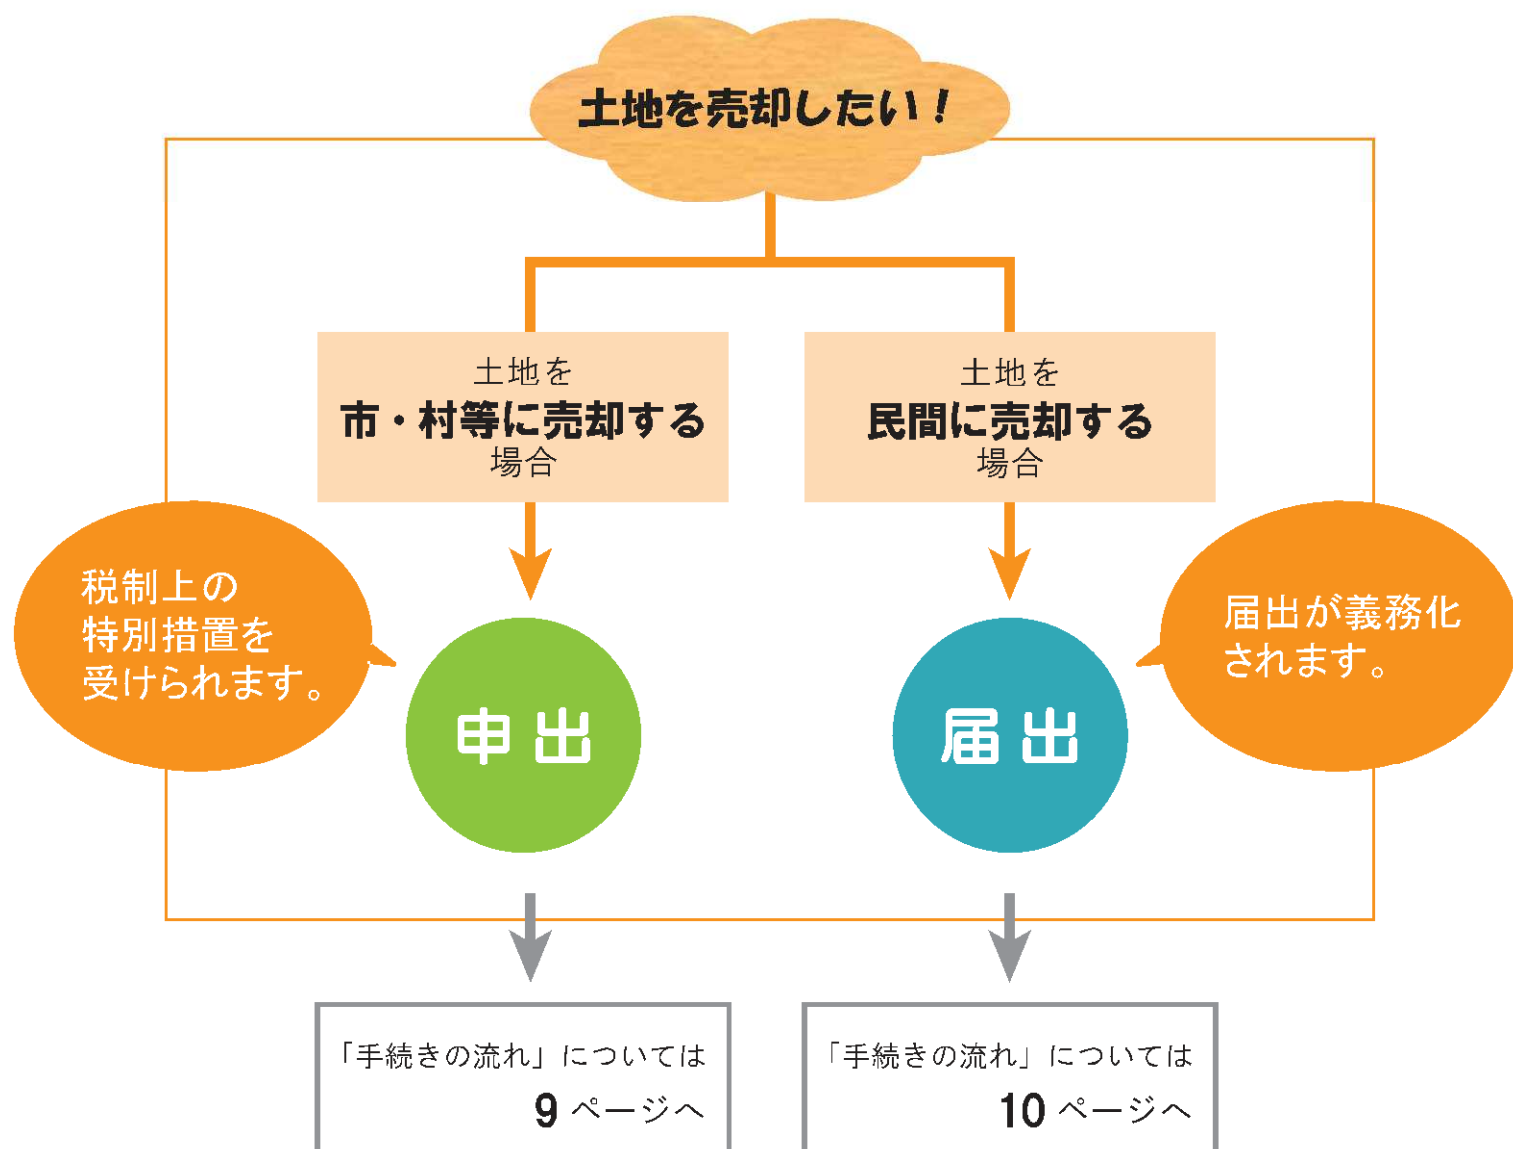 土地を売却したい!
土地を
市・村等に売却する
場合
土地を
民間に売却する
場合
税制上の
特別措置を
受けられます。
届出が義務化
されます。
申出
届出
「手続きの流れ」については
9 ページへ
「手続きの流れ」については
10 ページへ